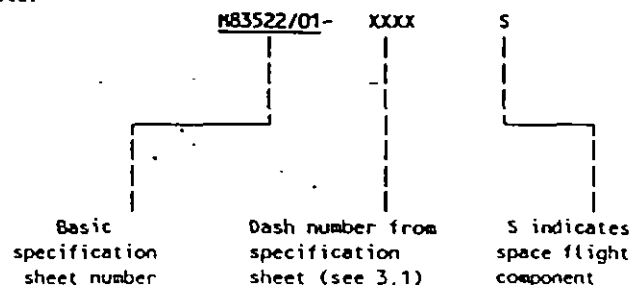 M83522/01- XXXX S
Basic specification sheet number
Dash number from specification sheet (see 3.1)
S indicates space flight component